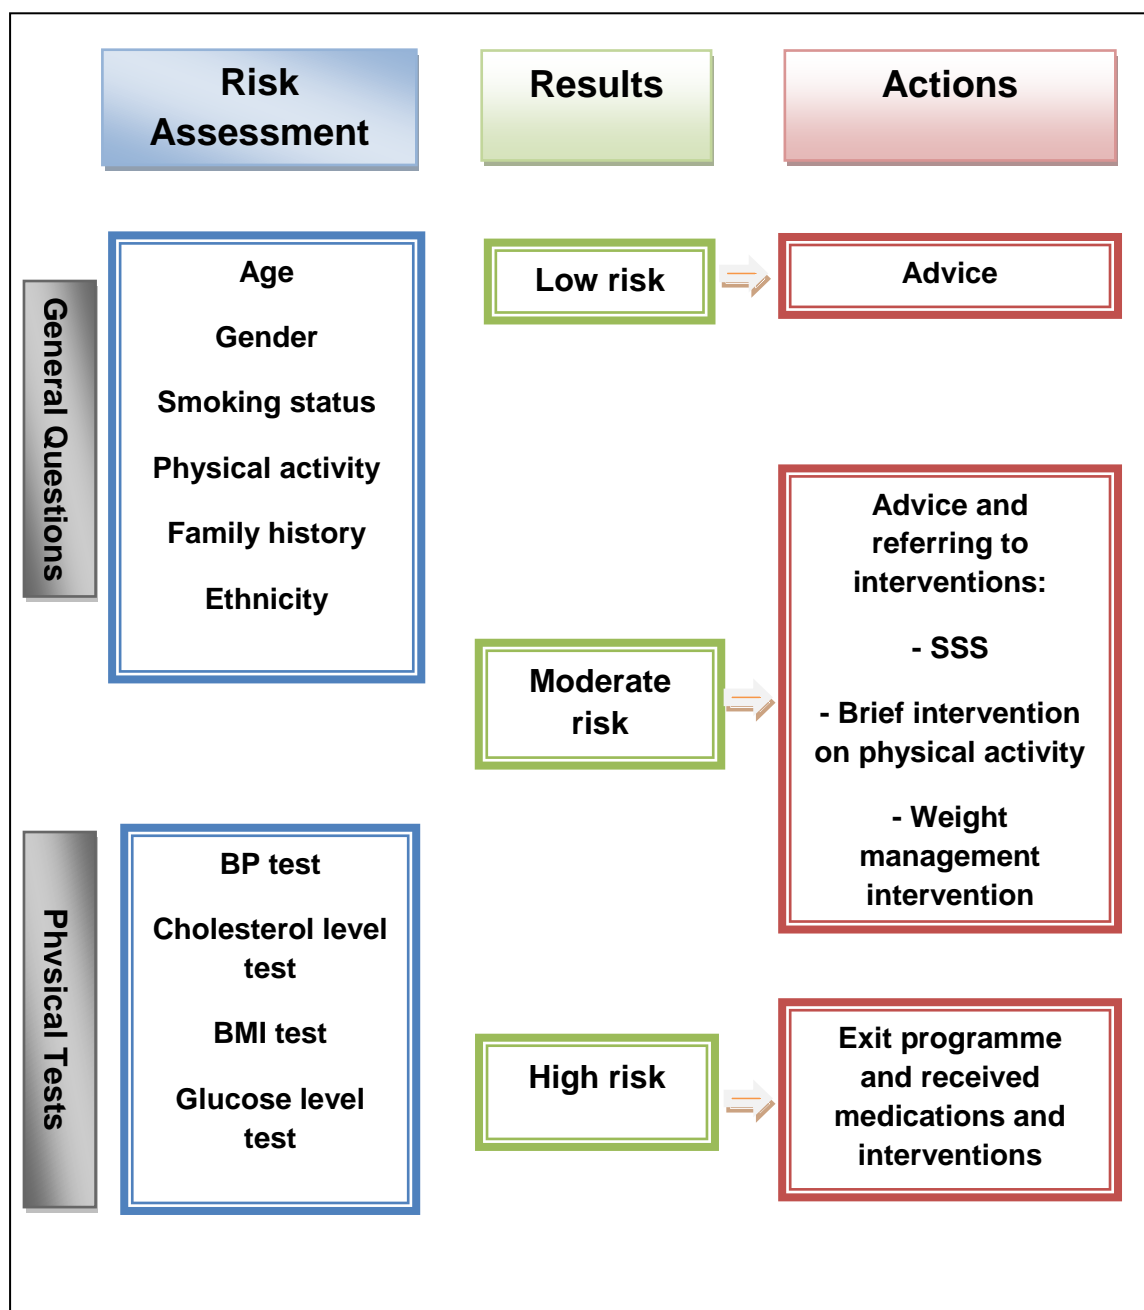 Risk
Assessment
Results
Actions
General Questions
Age
Gender
Smoking status
Physical activity
Family history
Ethnicity
Low risk
Advice
Moderate
risk
Advice and
referring to
interventions:
- SSS
- Brief intervention
on physical activity
- Weight
management
intervention
Physical Tests
BP test
Cholesterol level
test
BMI test
Glucose level
test
High risk
Exit programme
and received
medications and
interventions